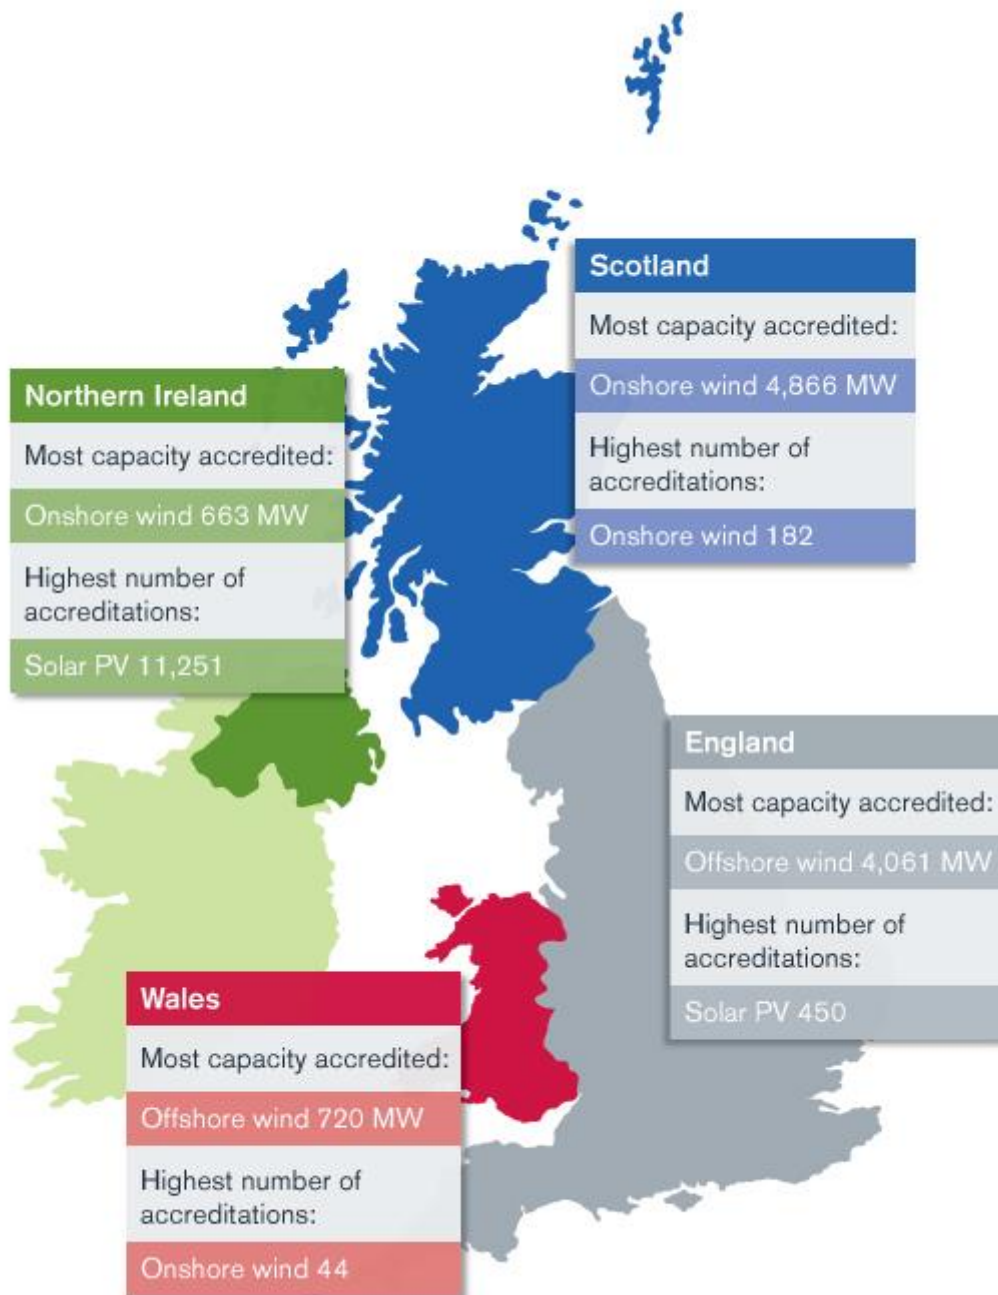 Scotland
Most capacity accredited:
Onshore wind 4,866 MW
Highest number of
accreditations:
Onshore wind 182
Northern Ireland
Most capacity accredited:
Onshore wind 663 MW
Highest number of
accreditations:
Solar PV 11,251
England
Most capacity accredited:
Offshore wind 4,061 MW
Highest number of
accreditations:
Solar PV 450
Wales
Most capacity accredited:
Offshore wind 720 MW
Highest number of
accreditations:
Onshore wind 44